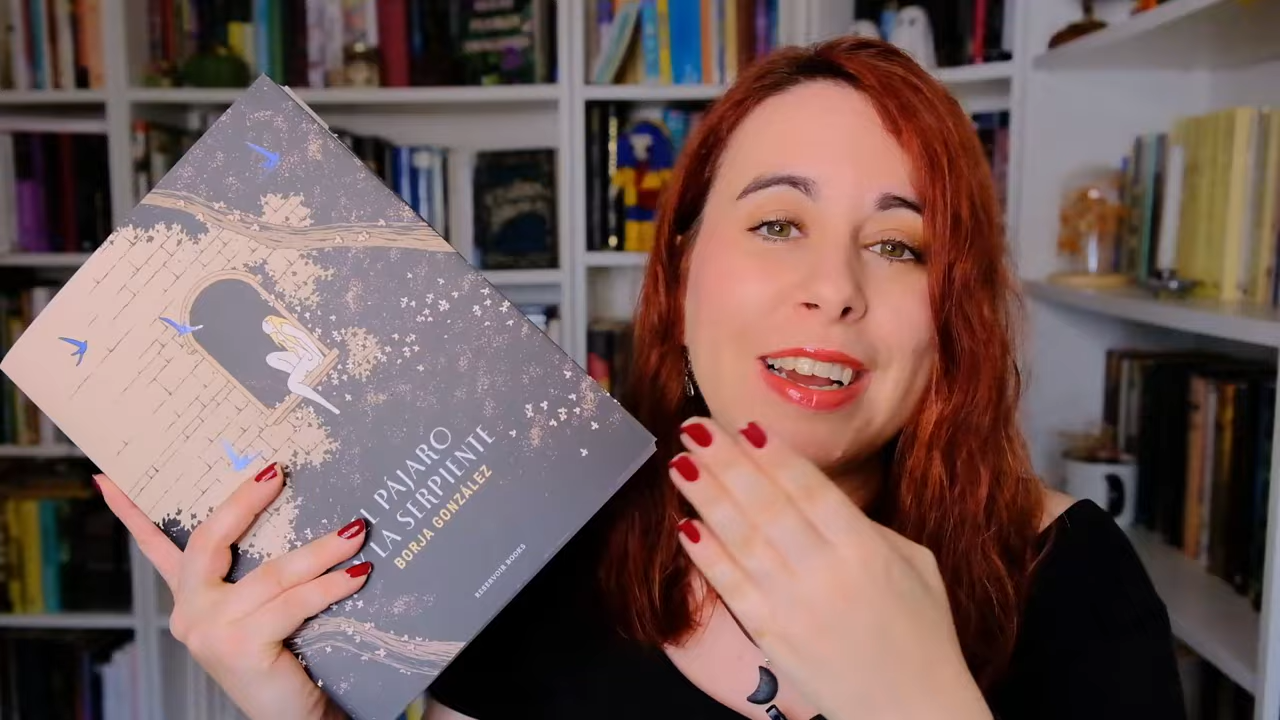 EL PÁJARO
Y LA SERPIENTE
BORJA GONZÁLEZ
RESERVOIR BOOKS